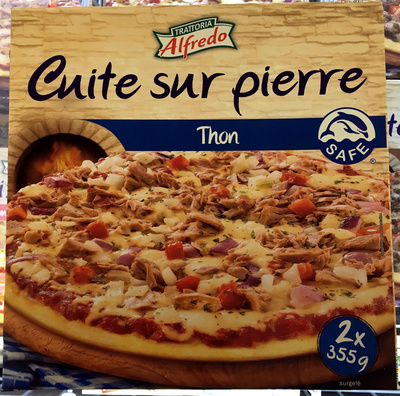 TRATTORIA
Alfredo
Cuite sur pierre
Thon
SAFE
2x
355g
surgelé